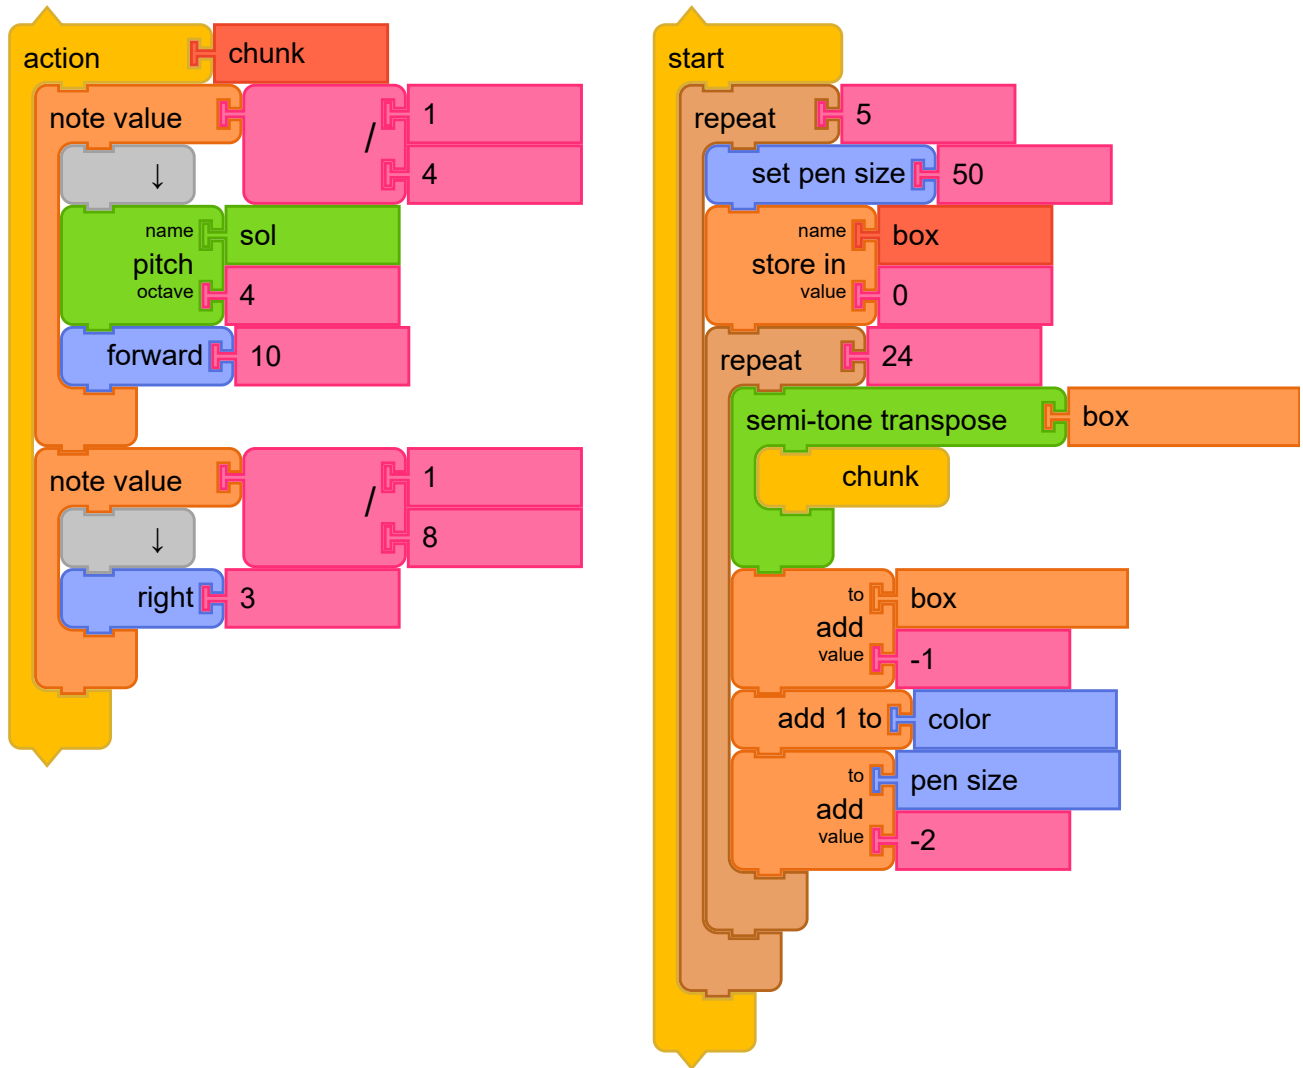 action chunk
note value / 1
4
↓
name sol
pitch
octave 4
forward 10
note value / 1
8
↓
right 3
start
repeat 5
set pen size 50
name box
store in
value 0
repeat 24
semi-tone transpose box
chunk
to box
add
value -1
add 1 to color
to pen size
add
value -2